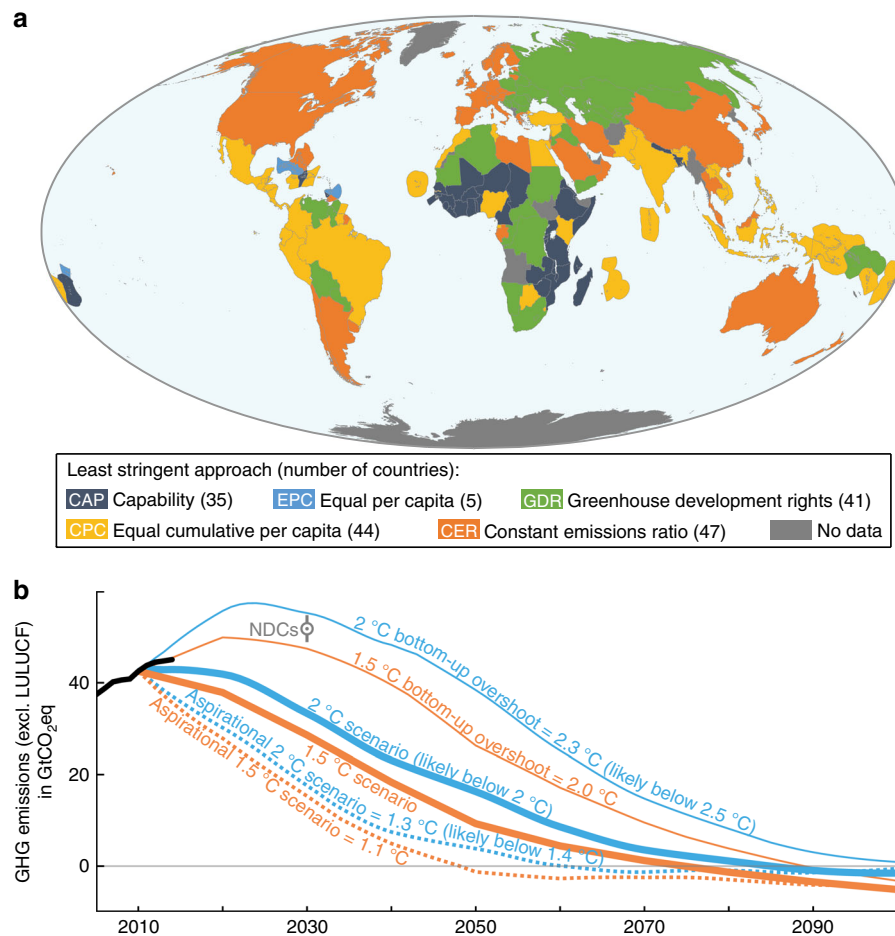 a
Least stringent approach (number of countries):
CAP Capability (35) EPC Equal per capita (5) GDR Greenhouse development rights (41)
CPC Equal cumulative per capita (44) CER Constant emissions ratio (47) No data
b
GHG emissions (excl. LULUCF)
in GtCO₂eq
40
20
0
NDCs
2 °C bottom-up overshoot = 2.3 °C (likely below 2.5 °C)
1.5 °C bottom-up overshoot = 2.0 °C
2 °C scenario (likely below 2 °C)
1.5 °C scenario
Aspirational 2 °C scenario = 1.3 °C (likely below 1.4 °C)
Aspirational 1.5 °C scenario = 1.1 °C
2010 2030 2050 2070 2090